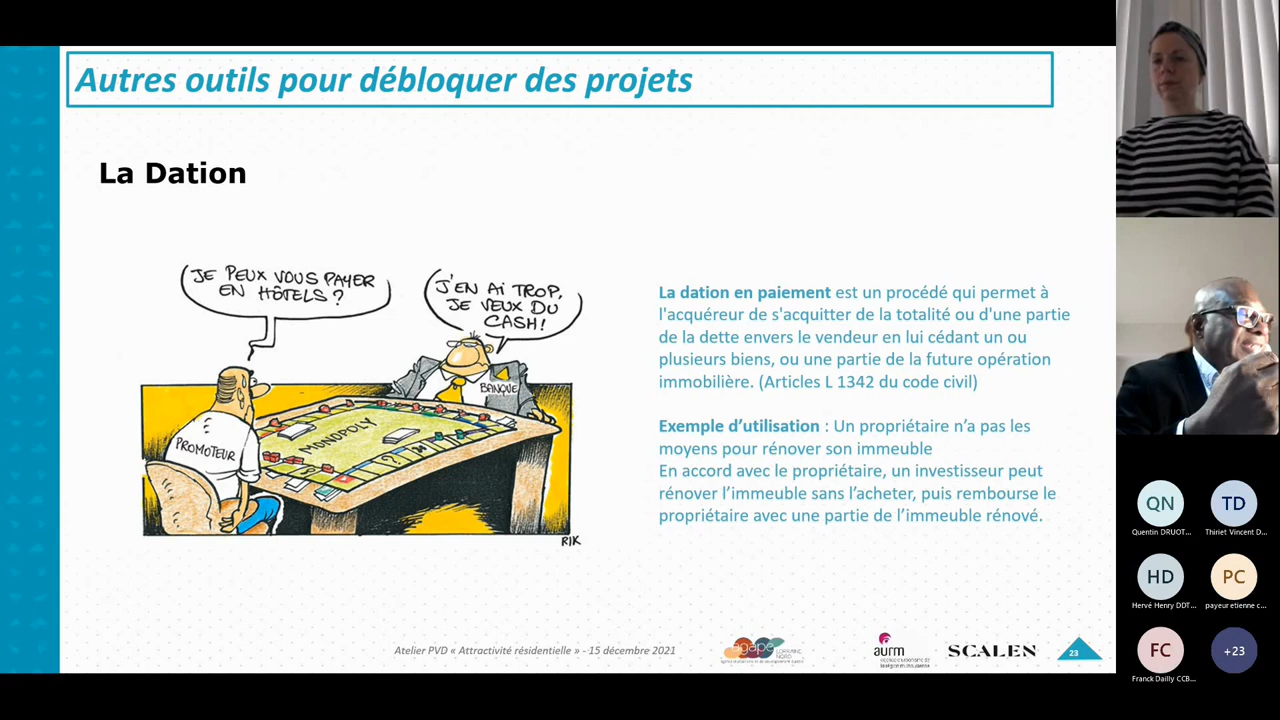 Autres outils pour débloquer des projets
La Dation
JE PEUX VOUS PAYER
EN HÔTELS ?
J'EN AI TROP,
JE VEUX DU
CASH !
BANQUE
MONOPOLY
PROMOTEUR
RIK
La dation en paiement est un procédé qui permet à
l'acquéreur de s'acquitter de la totalité ou d'une partie
de la dette envers le vendeur en lui cédant un ou
plusieurs biens, ou une partie de la future opération
immobilière. (Articles L 1342 du code civil)
Exemple d’utilisation : Un propriétaire n’a pas les
moyens pour rénover son immeuble
En accord avec le propriétaire, un investisseur peut
rénover l’immeuble sans l’acheter, puis rembourse le
propriétaire avec une partie de l’immeuble rénové.
Atelier PVD « Attractivité résidentielle » - 15 décembre 2021
agape
LORRAINE
NORD
aurm
SCALEN
23
QN
Quentin DRUOT...
TD
Thiriet Vincent D...
HD
Hervé Henry DDT...
PC
payeur etienne c...
FC
Franck Dailly CCB...
+23